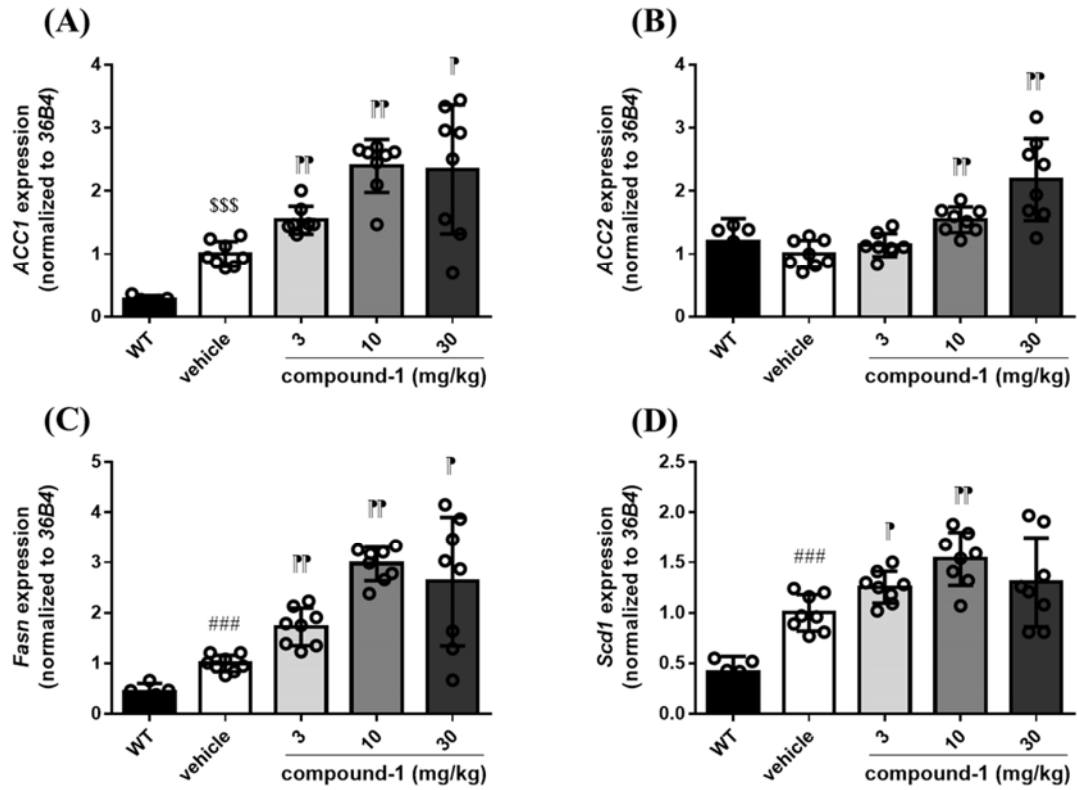 (A)
ACC1 expression
(normalized to 36B4)
4
3
2
1
0
$$$
¶¶
¶¶
¶
WT
vehicle
3
10
30
compound-1 (mg/kg)
(B)
ACC2 expression
(normalized to 36B4)
4
3
2
1
0
¶¶
¶¶
WT
vehicle
3
10
30
compound-1 (mg/kg)
(C)
Fasn expression
(normalized to 36B4)
5
4
3
2
1
0
###
¶¶
¶¶
¶
WT
vehicle
3
10
30
compound-1 (mg/kg)
(D)
Scd1 expression
(normalized to 36B4)
2.5
2.0
1.5
1.0
0.5
0.0
###
¶
¶¶
WT
vehicle
3
10
30
compound-1 (mg/kg)